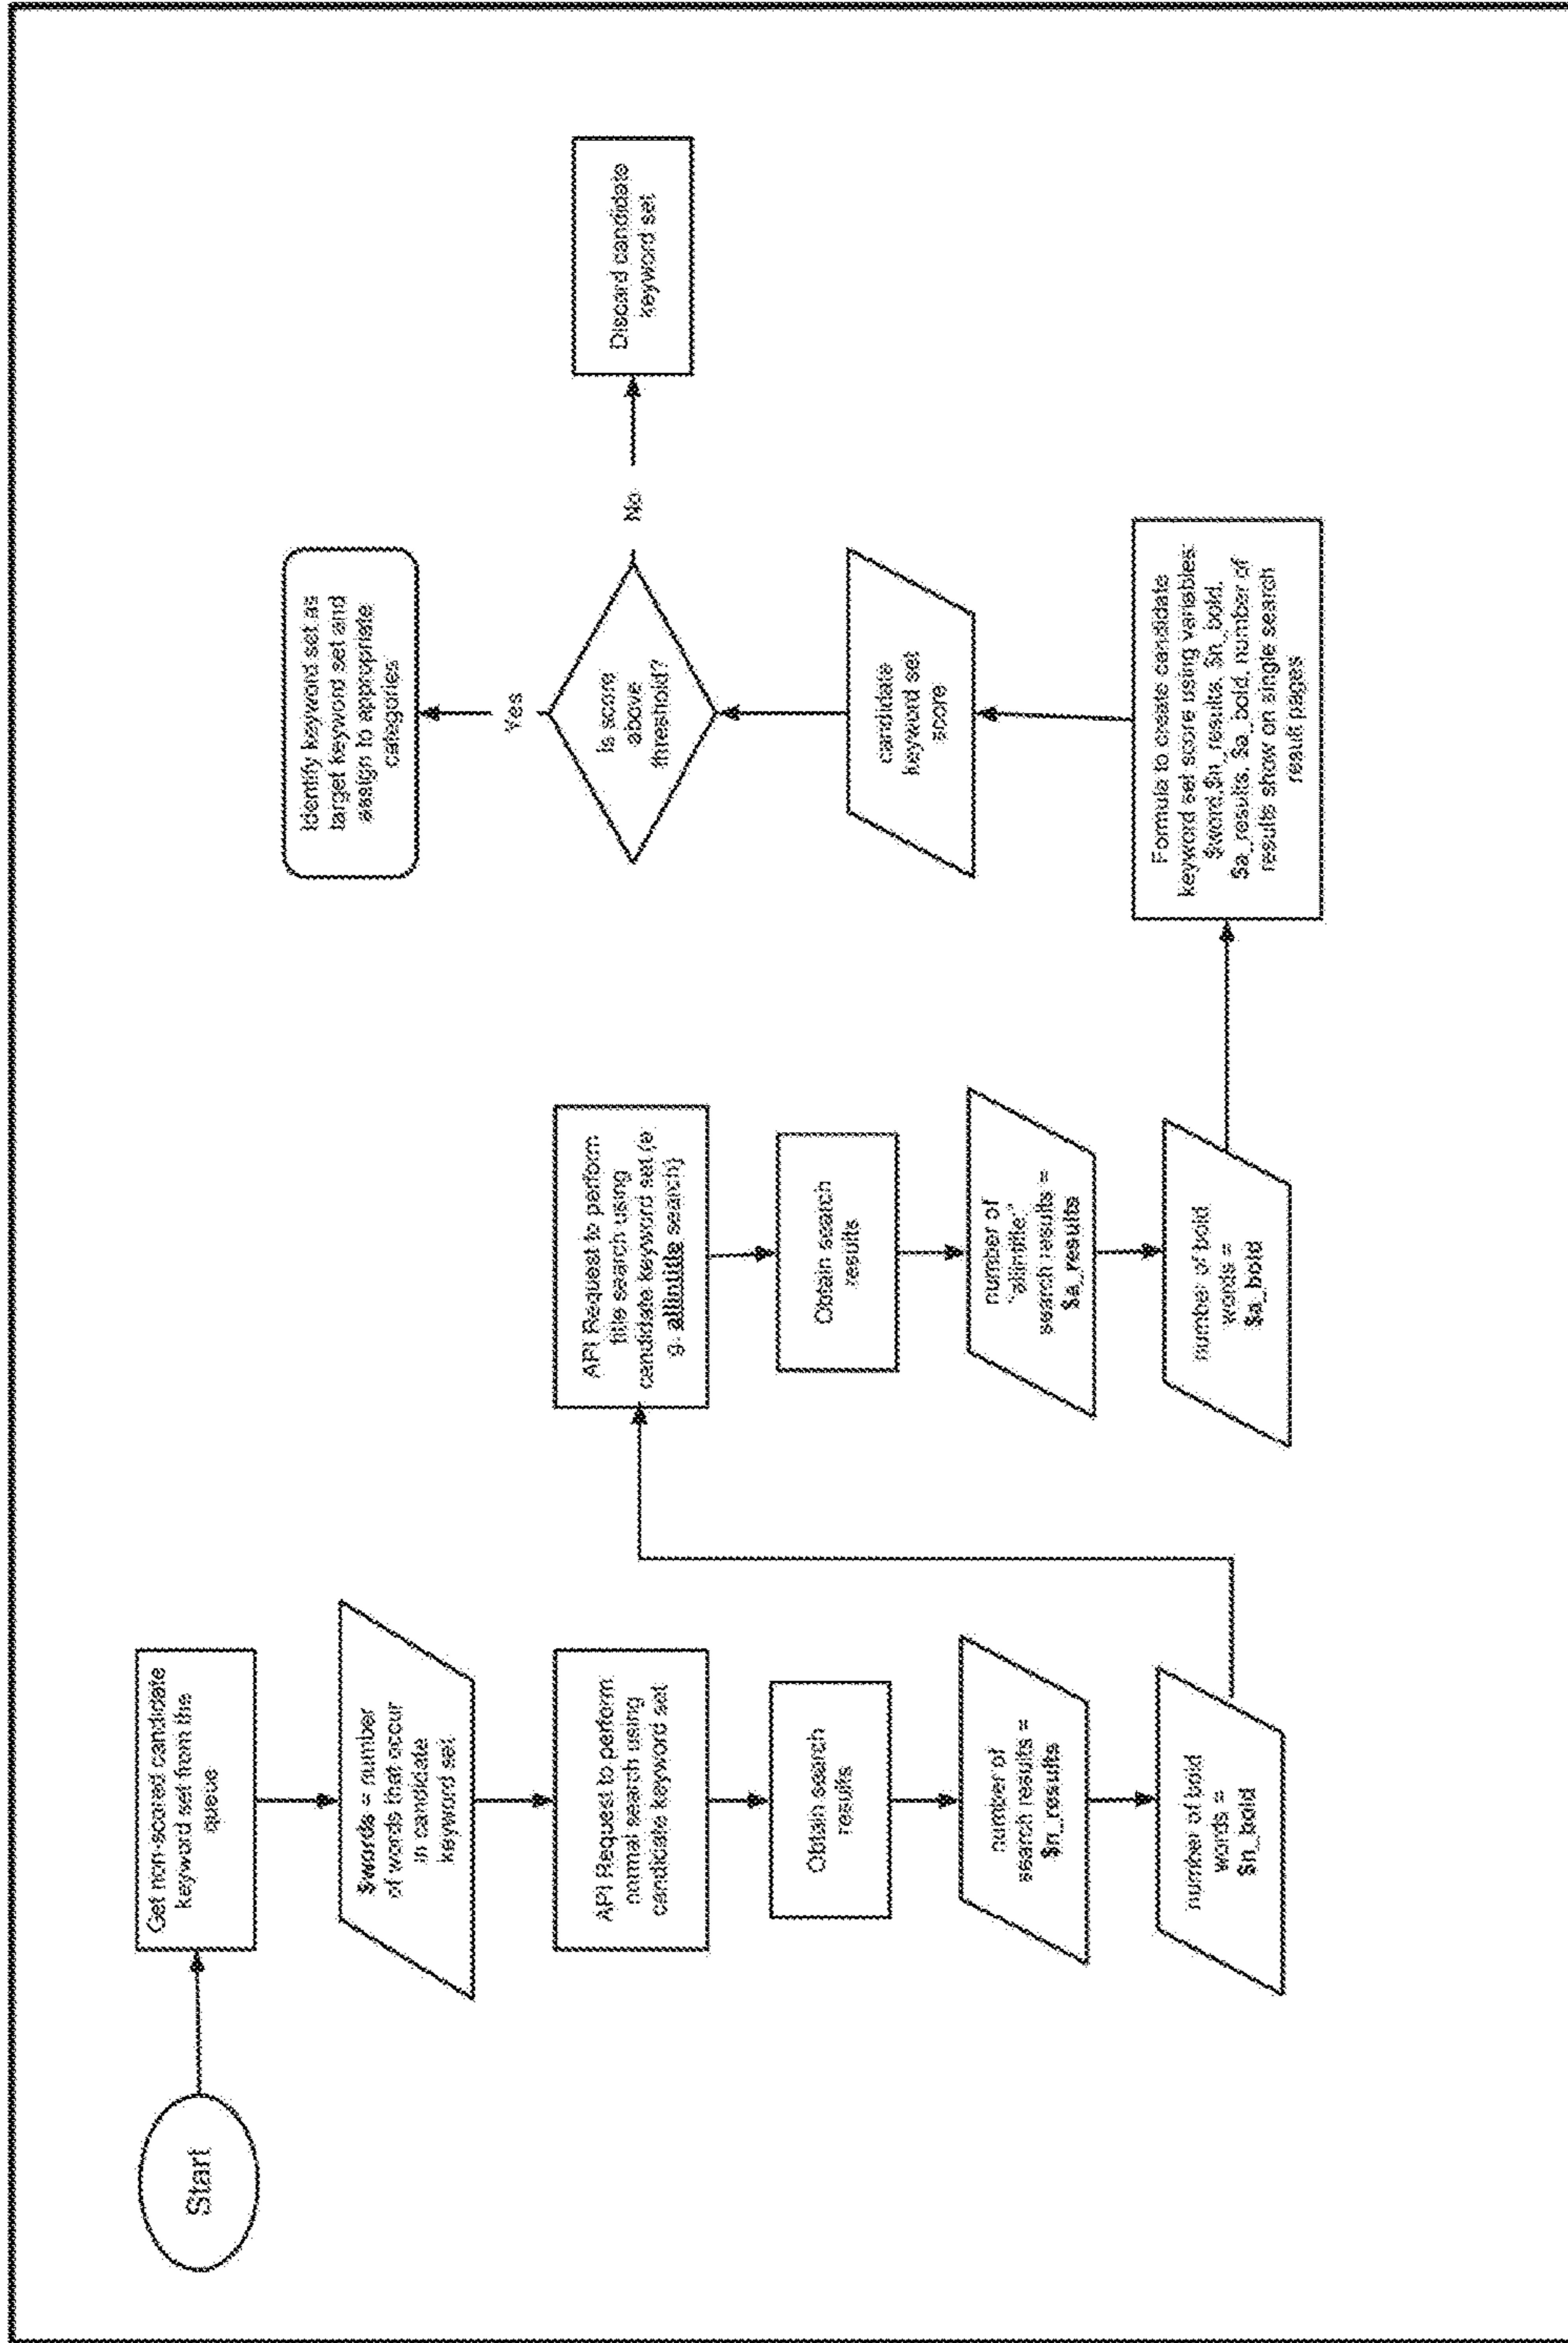 Start
Get non-scored candidate
keyword set from the
queue
$words = number
of words that occur
in candidate
keyword set
API Request to perform
normal search using
candidate keyword set
Obtain search
results
number of
search results =
$n_results
number of bold
words =
$n_bold
API Request to perform
title search using
candidate keyword set (e.
g. allintitle search)
Obtain search
results
number of
"allintitle:"
search results =
$a_results
number of bold
words =
$a_bold
Formula to create candidate
keyword set score using variables:
$word,$n_results, $n_bold,
$a_results, $a_bold, number of
results show on single search
result pages
candidate
keyword set
score
Is score
above
threshold?
Yes
No
Identify keyword set as
target keyword set and
assign to appropriate
categories
Discard candidate
keyword set